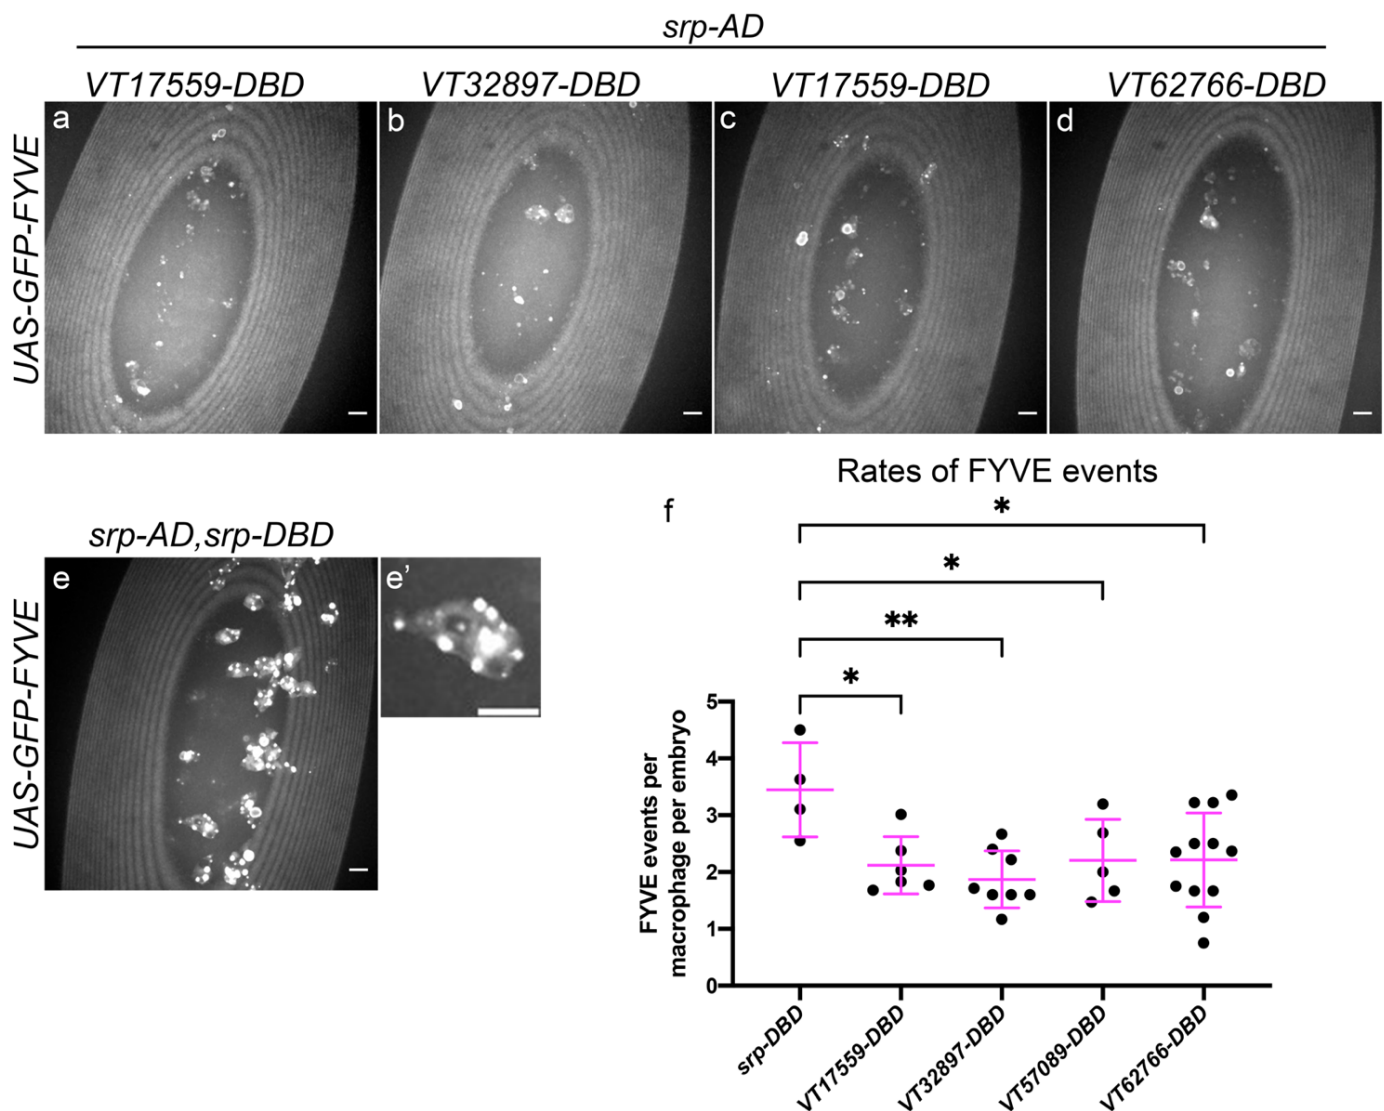 srp-AD
VT17559-DBD VT32897-DBD VT17559-DBD VT62766-DBD
UAS-GFP-FYVE
a b c d
srp-AD,srp-DBD
UAS-GFP-FYVE
e e’
f
Rates of FYVE events
*
*
**
*
FYVE events per
macrophage per embryo
5
4
3
2
1
0
srp-DBD
VT17559-DBD
VT32897-DBD
VT57089-DBD
VT62766-DBD